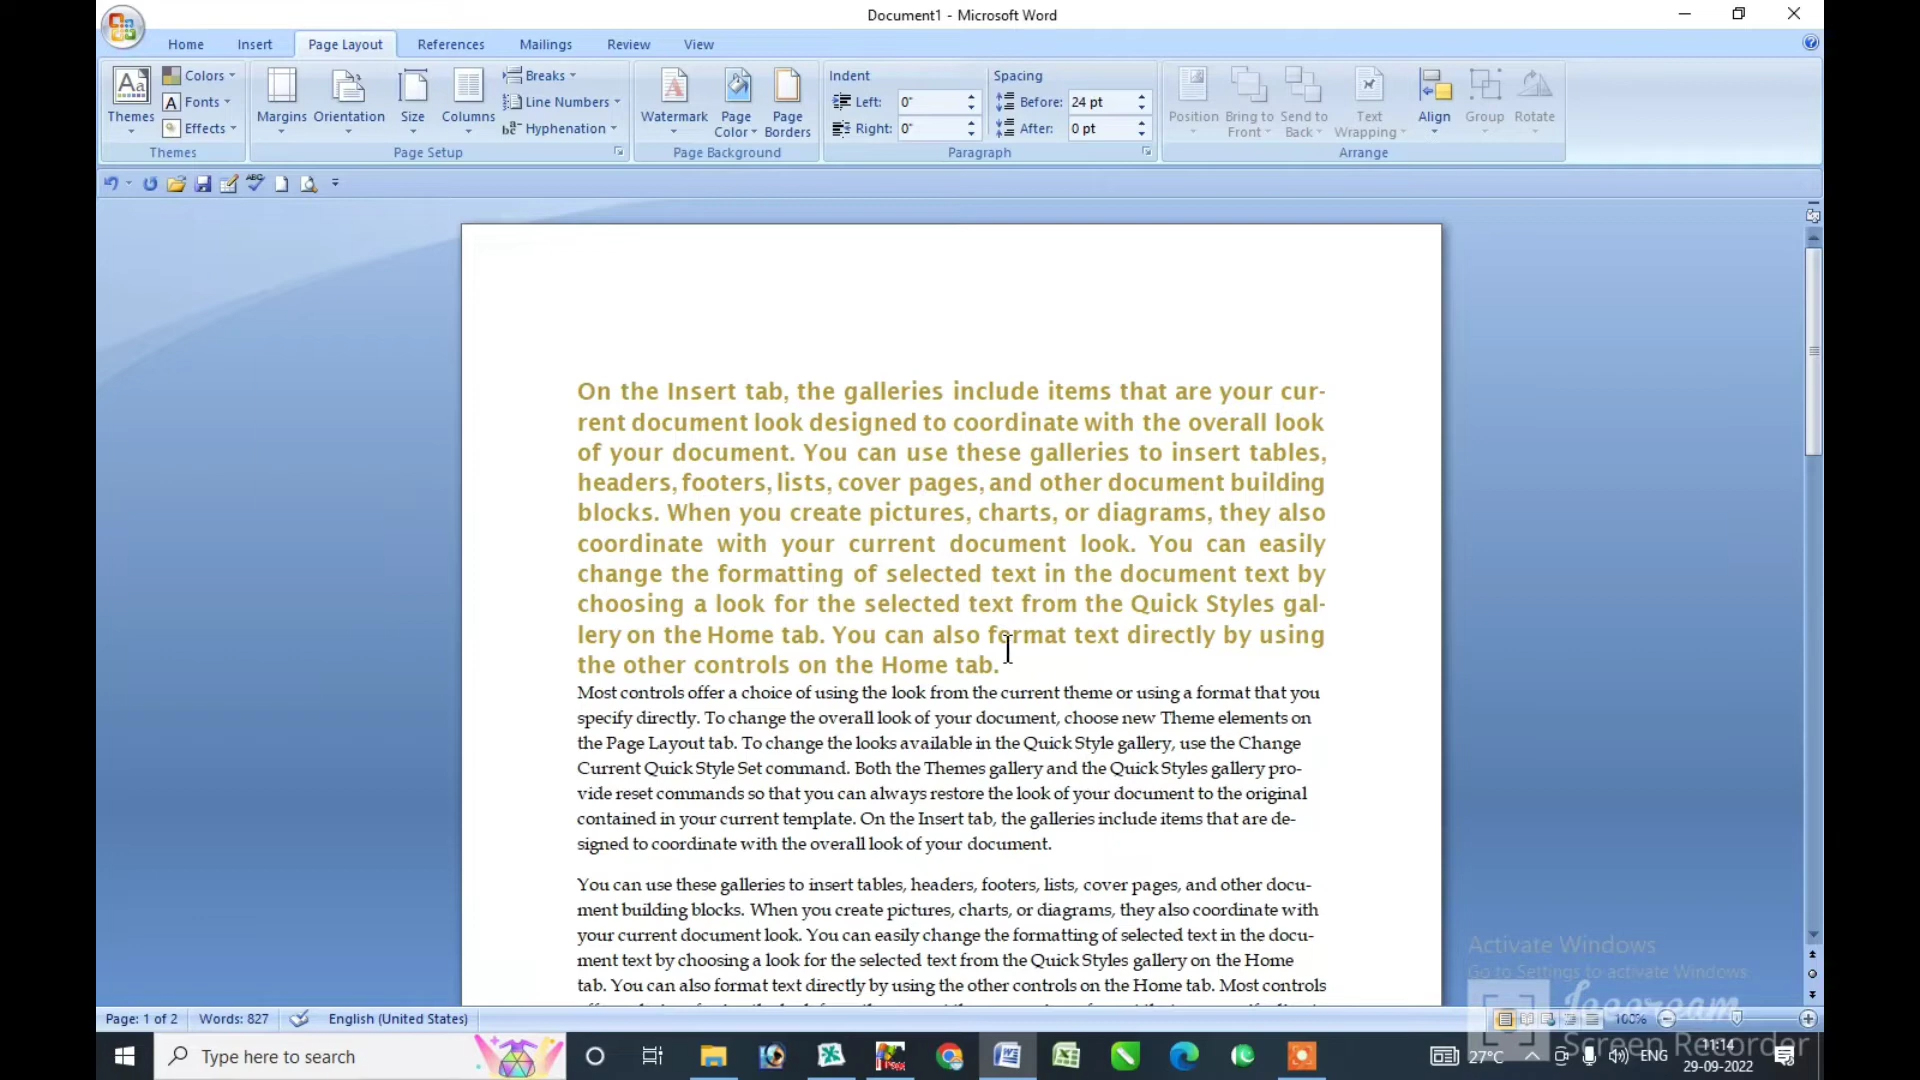 Document1 - Microsoft Word
Home Insert Page Layout References Mailings Review View
Aa Colors Breaks Indent Spacing
A Fonts Line Numbers Left: 0" Before: 24 pt
Themes Margins Orientation Size Columns Watermark Page Color Page Borders Position Bring to Front Send to Back Text Wrapping Align Group Rotate
Effects Hyphenation Right: 0" After: 0 pt
Themes Page Setup Page Background Paragraph Arrange
On the Insert tab, the galleries include items that are your cur-
rent document look designed to coordinate with the overall look
of your document. You can use these galleries to insert tables,
headers, footers, lists, cover pages, and other document building
blocks. When you create pictures, charts, or diagrams, they also
coordinate with your current document look. You can easily
change the formatting of selected text in the document text by
choosing a look for the selected text from the Quick Styles gal-
lery on the Home tab. You can also format text directly by using
the other controls on the Home tab.
Most controls offer a choice of using the look from the current theme or using a format that you
specify directly. To change the overall look of your document, choose new Theme elements on
the Page Layout tab. To change the looks available in the Quick Style gallery, use the Change
Current Quick Style Set command. Both the Themes gallery and the Quick Styles gallery pro-
vide reset commands so that you can always restore the look of your document to the original
contained in your current template. On the Insert tab, the galleries include items that are de-
signed to coordinate with the overall look of your document.
You can use these galleries to insert tables, headers, footers, lists, cover pages, and other docu-
ment building blocks. When you create pictures, charts, or diagrams, they also coordinate with
your current document look. You can easily change the formatting of selected text in the docu-
ment text by choosing a look for the selected text from the Quick Styles gallery on the Home
tab. You can also format text directly by using the other controls on the Home tab. Most controls
Activate Windows
Go to Settings to activate Windows.
Icecream
Screen Recorder
Page: 1 of 2 Words: 827 English (United States) 100%
Type here to search 27°C ENG 11:14
29-09-2022